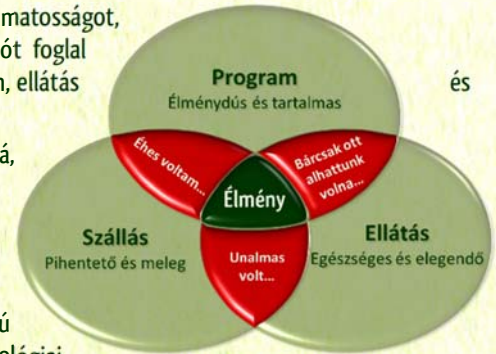 matosságot,
ót foglal
, ellátás
és
á,
ú
Program
Élménydús és tartalmas
Éhes voltam...
Bárcsak ott
alhattunk
volna...
Élmény
Szállás
Pihentető és meleg
Ellátás
Egészséges és elegendő
Unalmas
volt...